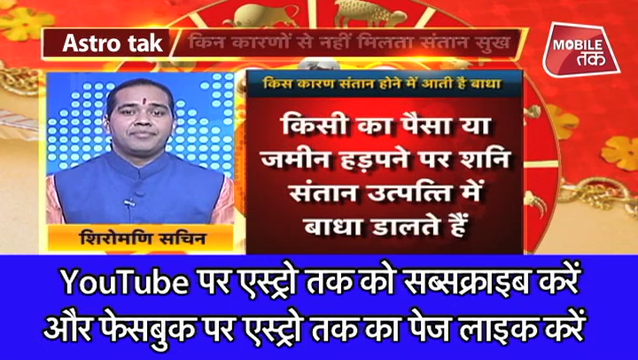 Astro tak
किन कारणों से नहीं मिलता संतान सुख
MOBILE
तक
किस कारण संतान होने में आती है बाधा
किसी का पैसा या
जमीन हड़पने पर शनि
संतान उत्पत्ति में
बाधा डालते हैं
शिरोमणि सचिन
YouTube पर एस्ट्रो तक को सब्सक्राइब करें
और फेसबुक पर एस्ट्रो तक का पेज लाइक करें